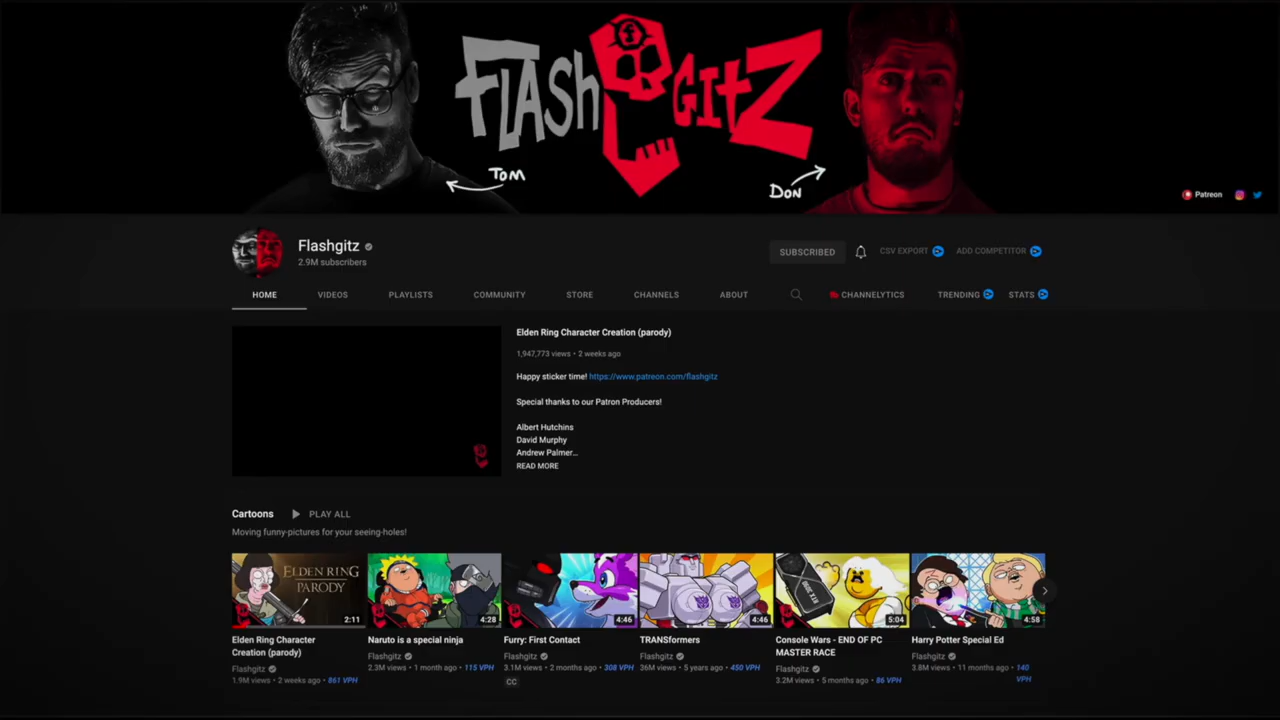 FLASh GItZ
TOM
DON
Patreon
Flashgitz
2.9M subscribers
SUBSCRIBED
CSV EXPORT
ADD COMPETITOR
HOME VIDEOS PLAYLISTS COMMUNITY STORE CHANNELS ABOUT CHANNELYTICS TRENDING STATS
Elden Ring Character Creation (parody)
1,947,773 views • 2 weeks ago
Happy sticker time! https://www.patreon.com/flashgitz
Special thanks to our Patron Producers!
Albert Hutchins
David Murphy
Andrew Palmer...
READ MORE
Cartoons PLAY ALL
Moving funny-pictures for your seeing-holes!
ELDEN RING
PARODY
2:11
4:28
4:46
4:46
5:04
4:58
Elden Ring Character
Creation (parody)
Flashgitz
1.9M views • 2 weeks ago • 861 VPH
Naruto is a special ninja
Flashgitz
2.3M views • 1 month ago • 115 VPH
Furry: First Contact
Flashgitz
3.1M views • 2 months ago • 308 VPH
CC
TRANSformers
Flashgitz
36M views • 5 years ago • 450 VPH
Console Wars - END OF PC
MASTER RACE
Flashgitz
3.2M views • 5 months ago • 86 VPH
Harry Potter Special Ed
Flashgitz
3.8M views • 11 months ago • 140
VPH